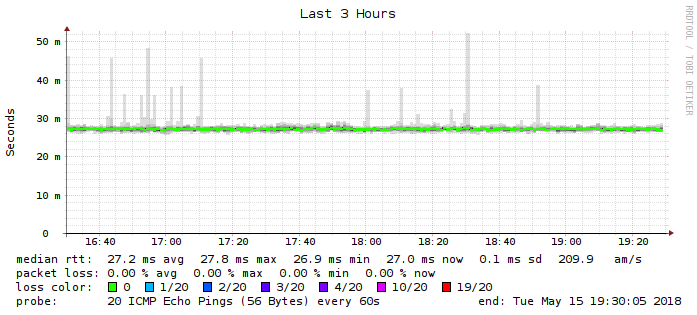 Last 3 Hours
RRDTOOL / TOBI OETIKER
Seconds
50 m
40 m
30 m
20 m
10 m
0
16:40 17:00 17:20 17:40 18:00 18:20 18:40 19:00 19:20
median rtt: 27.2 ms avg 27.8 ms max 26.9 ms min 27.0 ms now 0.1 ms sd 209.9 am/s
packet loss: 0.00 % avg 0.00 % max 0.00 % min 0.00 % now
loss color: 0 1/20 2/20 3/20 4/20 10/20 19/20
probe: 20 ICMP Echo Pings (56 Bytes) every 60s end: Tue May 15 19:30:05 2018